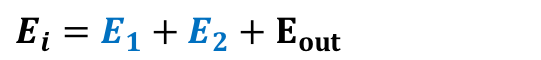 E_i = E_1 + E_2 + E_out